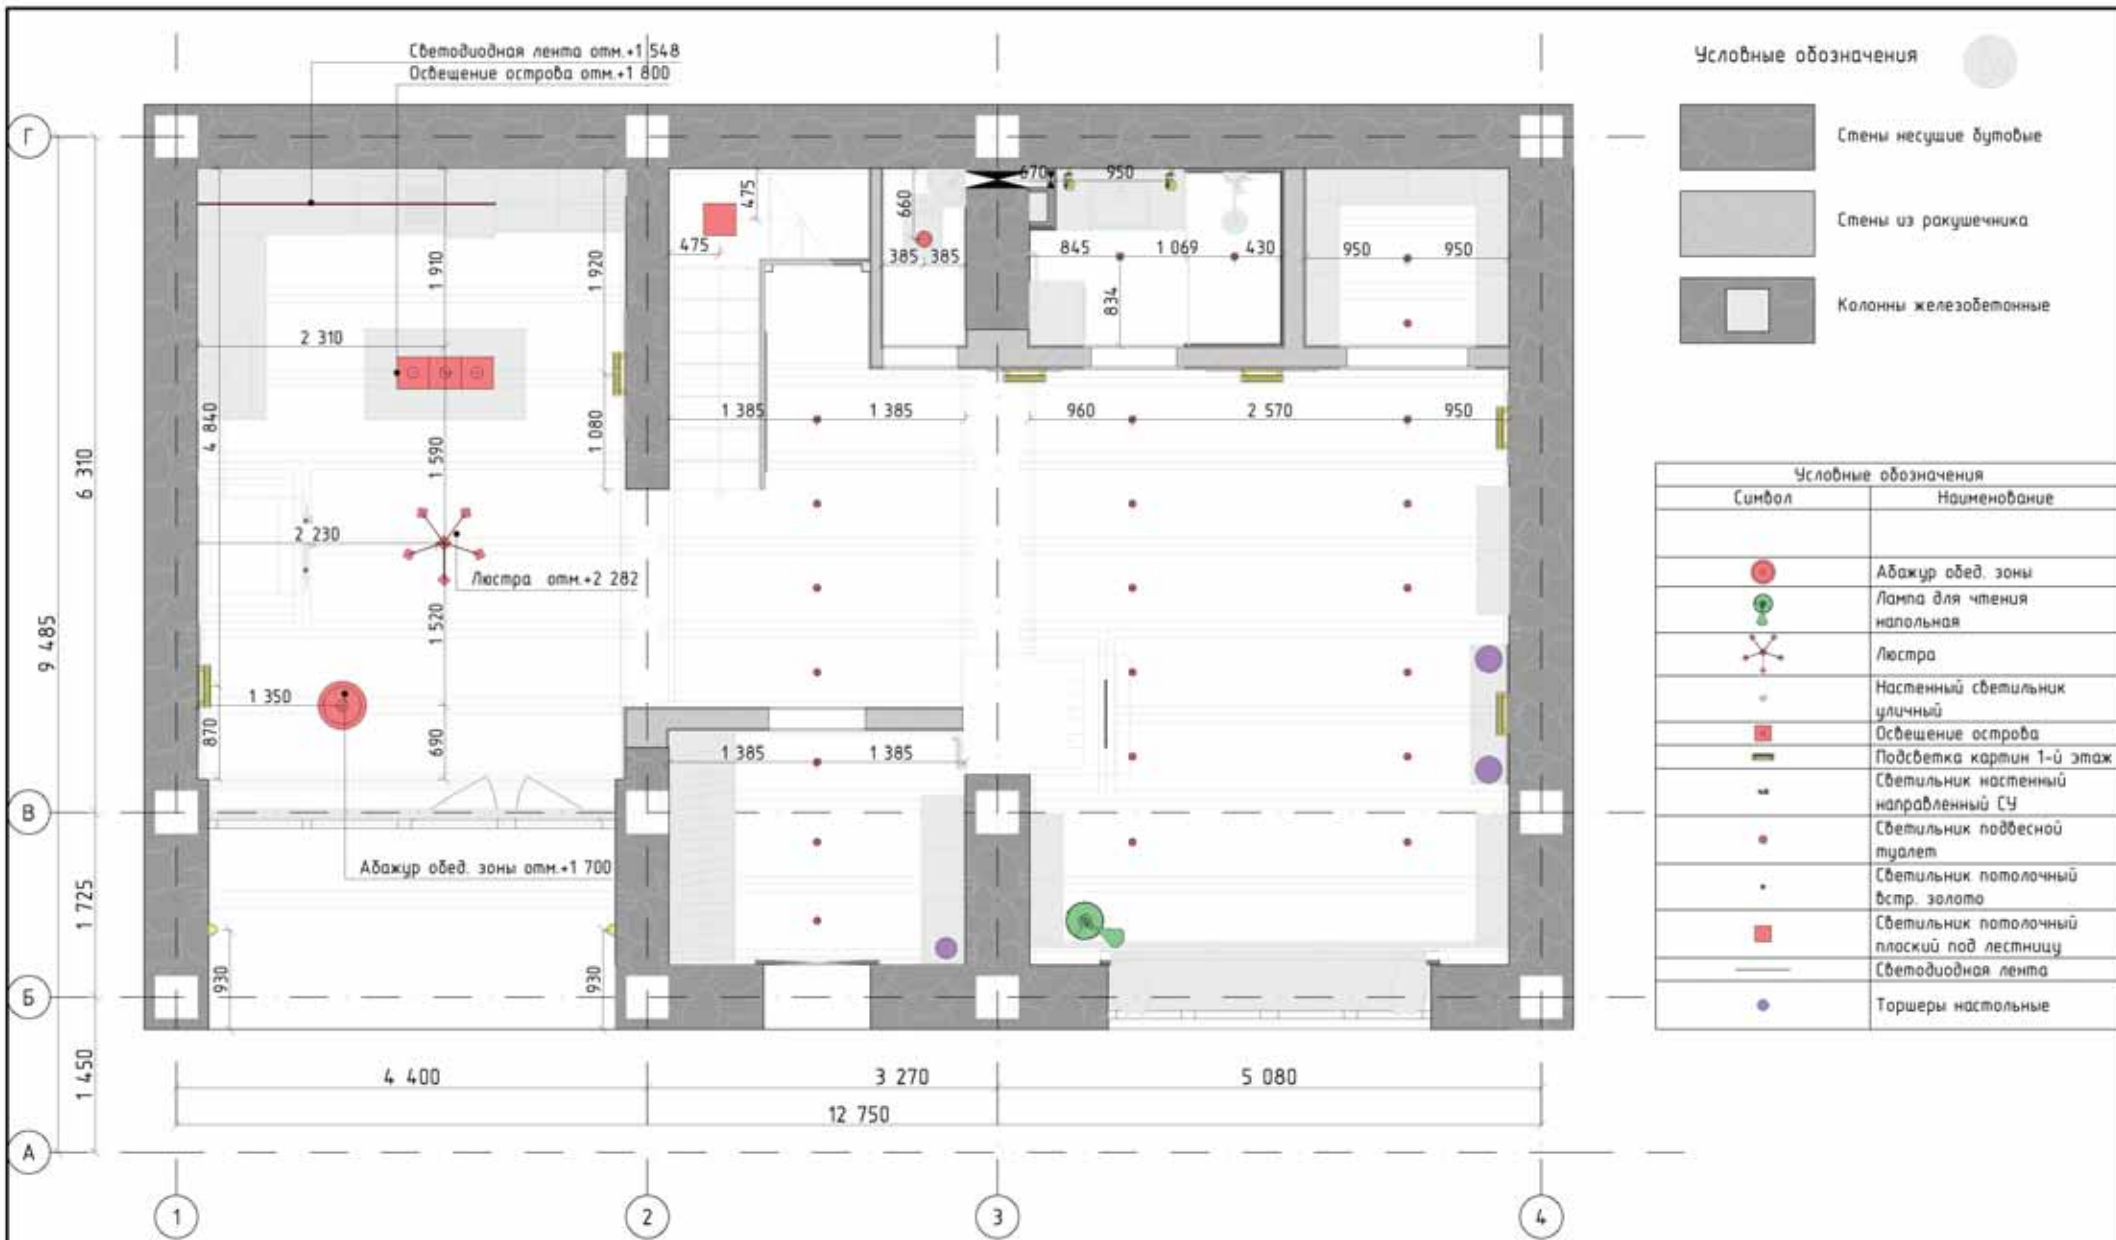 Светодиодная лента отм.+1 548
Освещение острова отм.+1 800
Условные обозначения
Г
Стены несущие бутовые
475
660
670
950
Стены из ракушечника
475
385
385
845
1 069
430
950
950
1 910
1 920
834
Колонны железобетонные
2 310
4 840
1 590
1 080
1 385
1 385
960
2 570
950
6 310
9 485
2 230
Люстра отм.+2 282
1 520
1 350
870
690
1 385
1 385
В
Абажур обед. зоны отм.+1 700
1 725
930
930
Б
1 450
4 400
3 270
5 080
12 750
А
1
2
3
4
Условные обозначения
Символ
Наименование
Абажур обед. зоны
Лампа для чтения
напольная
Люстра
Настенный светильник
уличный
Освещение острова
Подсветка картин 1-й этаж
Светильник настенный
направленный СУ
Светильник подвесной
туалет
Светильник потолочный
встр. золото
Светильник потолочный
плоский под лестницу
Светодиодная лента
Торшеры настольные